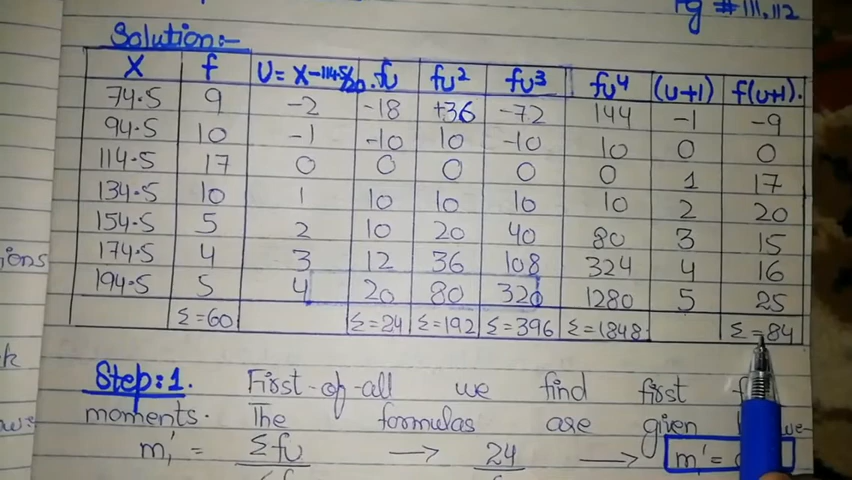 Pg #111,112
Solution:-
X f U= X-114.5/20 fu fu² fu³ fu⁴ (u+1) f(u+1).
74.5 9 -2 -18 +36 -72 144 -1 -9
94.5 10 -1 -10 10 -10 10 0 0
114.5 17 0 0 0 0 0 1 17
134.5 10 1 10 10 10 10 2 20
154.5 5 2 10 20 40 80 3 15
174.5 4 3 12 36 108 324 4 16
194.5 5 4 20 80 320 1280 5 25
Σ=60 Σ=24 Σ=192 Σ=396 Σ=1848 Σ=84
ions
Step:1. First-of-all we find first
moments. The formulas are given
m₁' = Σfu → 24 → m₁' =